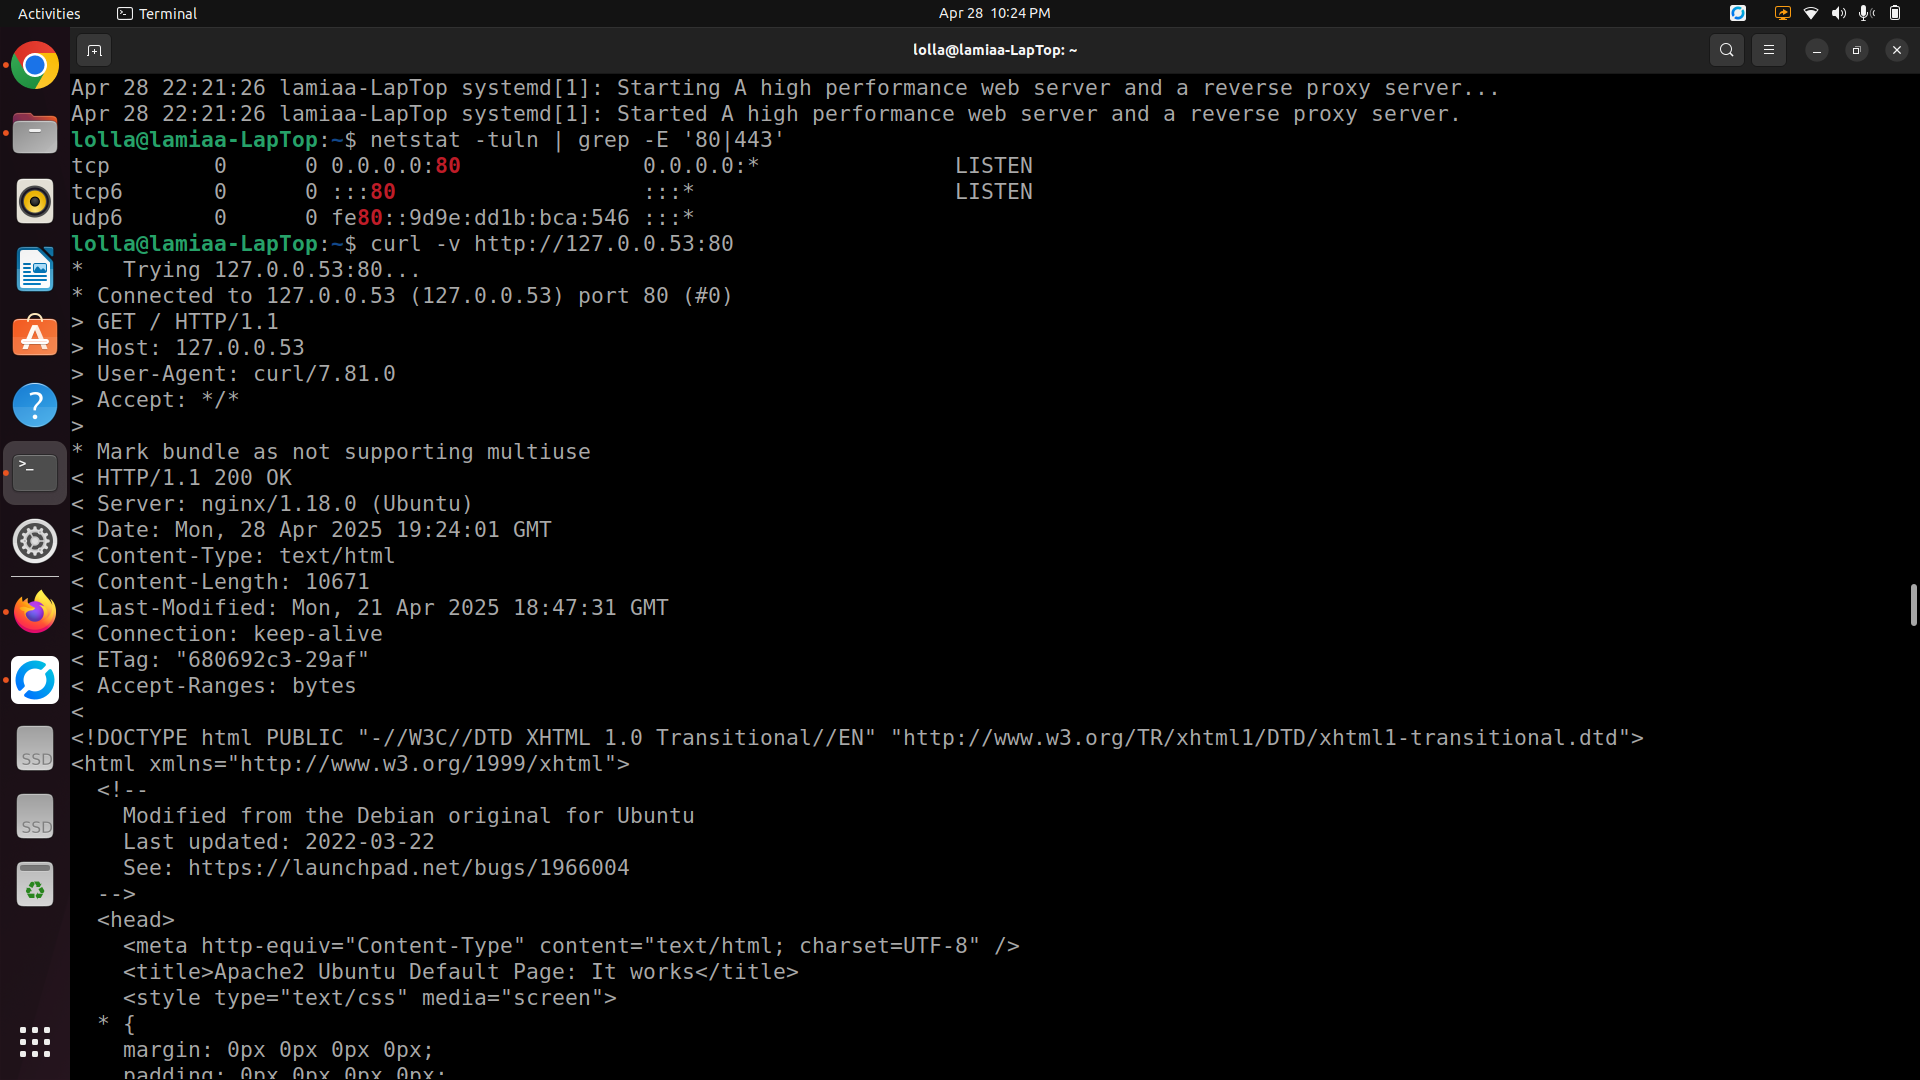 Activities
Terminal
Apr 28 10:24 PM
lolla@lamiaa-LapTop: ~
Apr 28 22:21:26 lamiaa-LapTop systemd[1]: Starting A high performance web server and a reverse proxy server...
Apr 28 22:21:26 lamiaa-LapTop systemd[1]: Started A high performance web server and a reverse proxy server.
lolla@lamiaa-LapTop:~$ netstat -tuln | grep -E '80|443'
tcp        0      0 0.0.0.0:80              0.0.0.0:*               LISTEN
tcp6       0      0 :::80                   :::*                    LISTEN
udp6       0      0 fe80::9d9e:dd1b:bca:546 :::*
lolla@lamiaa-LapTop:~$ curl -v http://127.0.0.53:80
*   Trying 127.0.0.53:80...
* Connected to 127.0.0.53 (127.0.0.53) port 80 (#0)
> GET / HTTP/1.1
> Host: 127.0.0.53
> User-Agent: curl/7.81.0
> Accept: */*
>
* Mark bundle as not supporting multiuse
< HTTP/1.1 200 OK
< Server: nginx/1.18.0 (Ubuntu)
< Date: Mon, 28 Apr 2025 19:24:01 GMT
< Content-Type: text/html
< Content-Length: 10671
< Last-Modified: Mon, 21 Apr 2025 18:47:31 GMT
< Connection: keep-alive
< ETag: "680692c3-29af"
< Accept-Ranges: bytes
<
<!DOCTYPE html PUBLIC "-//W3C//DTD XHTML 1.0 Transitional//EN" "http://www.w3.org/TR/xhtml1/DTD/xhtml1-transitional.dtd">
<html xmlns="http://www.w3.org/1999/xhtml">
  <!--
    Modified from the Debian original for Ubuntu
    Last updated: 2022-03-22
    See: https://launchpad.net/bugs/1966004
  -->
  <head>
    <meta http-equiv="Content-Type" content="text/html; charset=UTF-8" />
    <title>Apache2 Ubuntu Default Page: It works</title>
    <style type="text/css" media="screen">
  * {
    margin: 0px 0px 0px 0px;
    padding: 0px 0px 0px 0px;
SSD
SSD